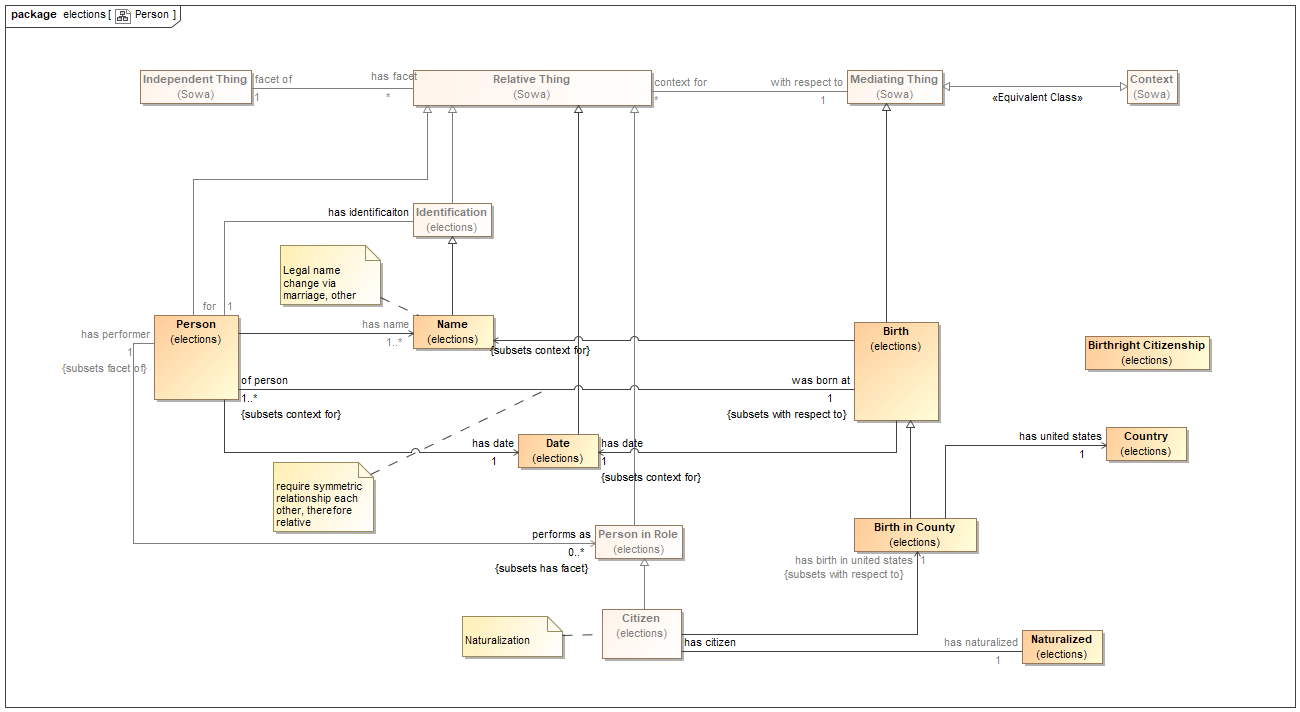 package elections [ Person ]
Independent Thing
(Sowa)
facet of
1
has facet
*
Relative Thing
(Sowa)
context for
*
with respect to
1
Mediating Thing
(Sowa)
«Equivalent Class»
Context
(Sowa)
has identificaiton
Identification
(elections)
Legal name
change via
marriage, other
for
1
has performer
1
{subsets facet of}
Person
(elections)
has name
1..*
Name
(elections)
{subsets context for}
Birth
(elections)
Birthright Citizenship
(elections)
of person
1..*
{subsets context for}
was born at
1
{subsets with respect to}
has date
1
Date
(elections)
has date
1
{subsets context for}
has united states
1
Country
(elections)
require symmetric
relationship each
other, therefore
relative
performs as
0..*
{subsets has facet}
Person in Role
(elections)
Birth in County
(elections)
has birth in united states
1
{subsets with respect to}
Naturalization
Citizen
(elections)
has citizen
has naturalized
1
Naturalized
(elections)